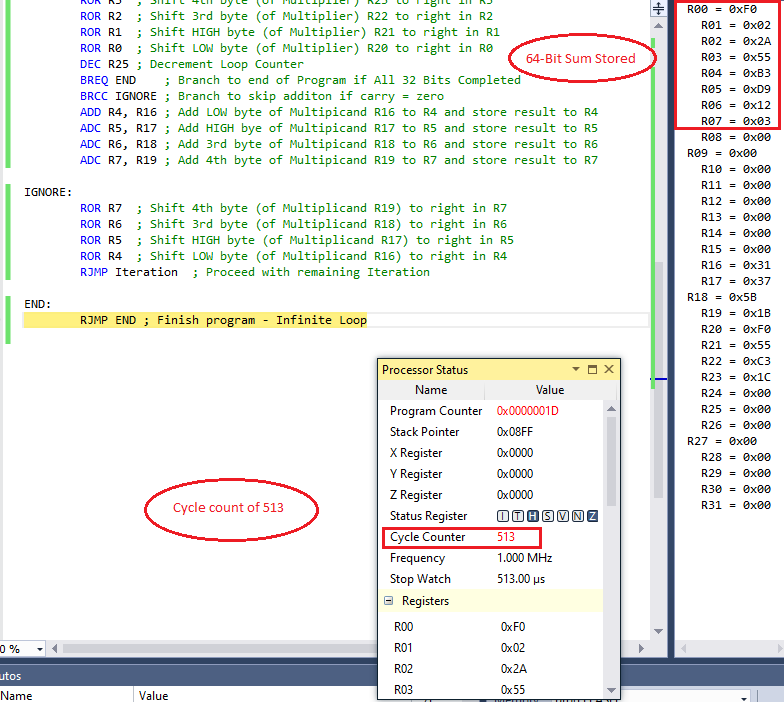 ROR R3 ; Shift 4th byte (of Multiplier) R23 to right in R3
ROR R2 ; Shift 3rd byte (of Multiplier) R22 to right in R2
ROR R1 ; Shift HIGH byte (of Multiplier) R21 to right in R1
ROR R0 ; Shift LOW byte (of Multiplier) R20 to right in R0
DEC R25 ; Decrement Loop Counter
BREQ END ; Branch to end of Program if All 32 Bits Completed
BRCC IGNORE ; Branch to skip additon if carry = zero
ADD R4, R16 ; Add LOW byte of Multiplicand R16 to R4 and store result to R4
ADC R5, R17 ; Add HIGH bye of Multiplicand R17 to R5 and store result to R5
ADC R6, R18 ; Add 3rd byte of Multiplicand R18 to R6 and store result to R6
ADC R7, R19 ; Add 4th byte of Multiplicand R19 to R7 and store result to R7
IGNORE:
ROR R7 ; Shift 4th byte (of Multiplicand R19) to right in R7
ROR R6 ; Shift 3rd byte (of Multiplicand R18) to right in R6
ROR R5 ; Shift HIGH byte (of Multiplicand R17) to right in R5
ROR R4 ; Shift LOW byte (of Multiplicand R16) to right in R4
RJMP Iteration ; Proceed with remaining Iteration
END:
RJMP END ; Finish program - Infinite Loop
64-Bit Sum Stored
R00 = 0xF0
R01 = 0x02
R02 = 0x2A
R03 = 0x55
R04 = 0xB3
R05 = 0xD9
R06 = 0x12
R07 = 0x03
R08 = 0x00
R09 = 0x00
R10 = 0x00
R11 = 0x00
R12 = 0x00
R13 = 0x00
R14 = 0x00
R15 = 0x00
R16 = 0x31
R17 = 0x37
R18 = 0x5B
R19 = 0x1B
R20 = 0xF0
R21 = 0x55
R22 = 0xC3
R23 = 0x1C
R24 = 0x00
R25 = 0x00
R26 = 0x00
R27 = 0x00
R28 = 0x00
R29 = 0x00
R30 = 0x00
R31 = 0x00
Cycle count of 513
Processor Status
Name Value
Program Counter 0x0000001D
Stack Pointer 0x08FF
X Register 0x0000
Y Register 0x0000
Z Register 0x0000
Status Register I T H S V N Z
Cycle Counter 513
Frequency 1.000 MHz
Stop Watch 513.00 µs
Registers
R00 0xF0
R01 0x02
R02 0x2A
R03 0x55
0 %
utos
Name Value